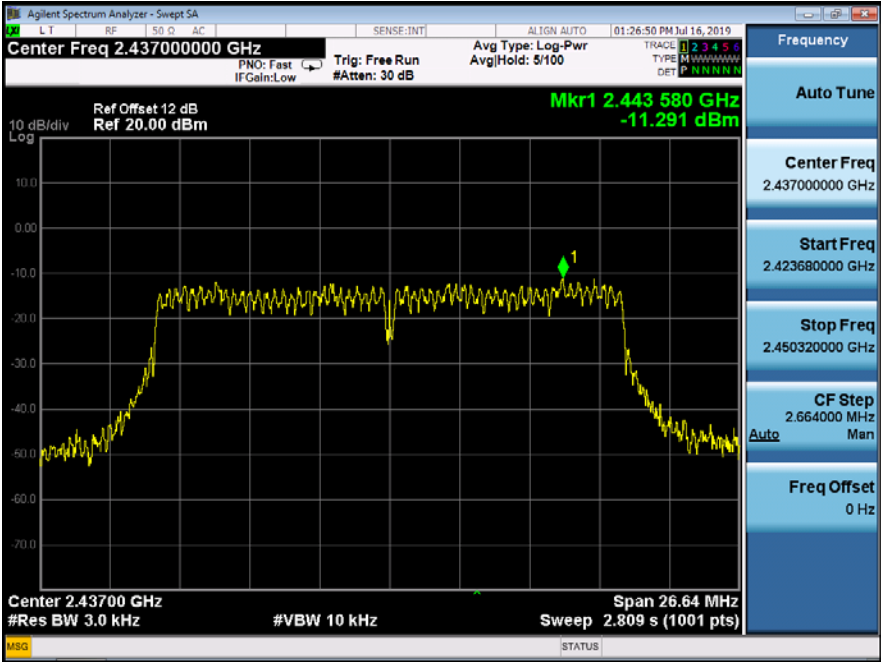 Agilent Spectrum Analyzer - Swept SA
LXI L T RF 50 Ω AC SENSE:INT ALIGN AUTO 01:26:50 PM Jul 16, 2019
Center Freq 2.437000000 GHz
PNO: Fast
IFGain:Low
Trig: Free Run
#Atten: 30 dB
Avg Type: Log-Pwr
Avg|Hold: 5/100
TRACE 1 2 3 4 5 6
TYPE M W W W W W
DET P N N N N N
Ref Offset 12 dB
Ref 20.00 dBm
10 dB/div
Log
Mkr1 2.443 580 GHz
-11.291 dBm
10.0
0.00
-10.0
-20.0
-30.0
-40.0
-50.0
-60.0
-70.0
1
Center 2.43700 GHz
Span 26.64 MHz
#Res BW 3.0 kHz
#VBW 10 kHz
Sweep 2.809 s (1001 pts)
MSG
STATUS
Frequency
Auto Tune
Center Freq
2.437000000 GHz
Start Freq
2.423680000 GHz
Stop Freq
2.450320000 GHz
CF Step
2.664000 MHz
Auto Man
Freq Offset
0 Hz